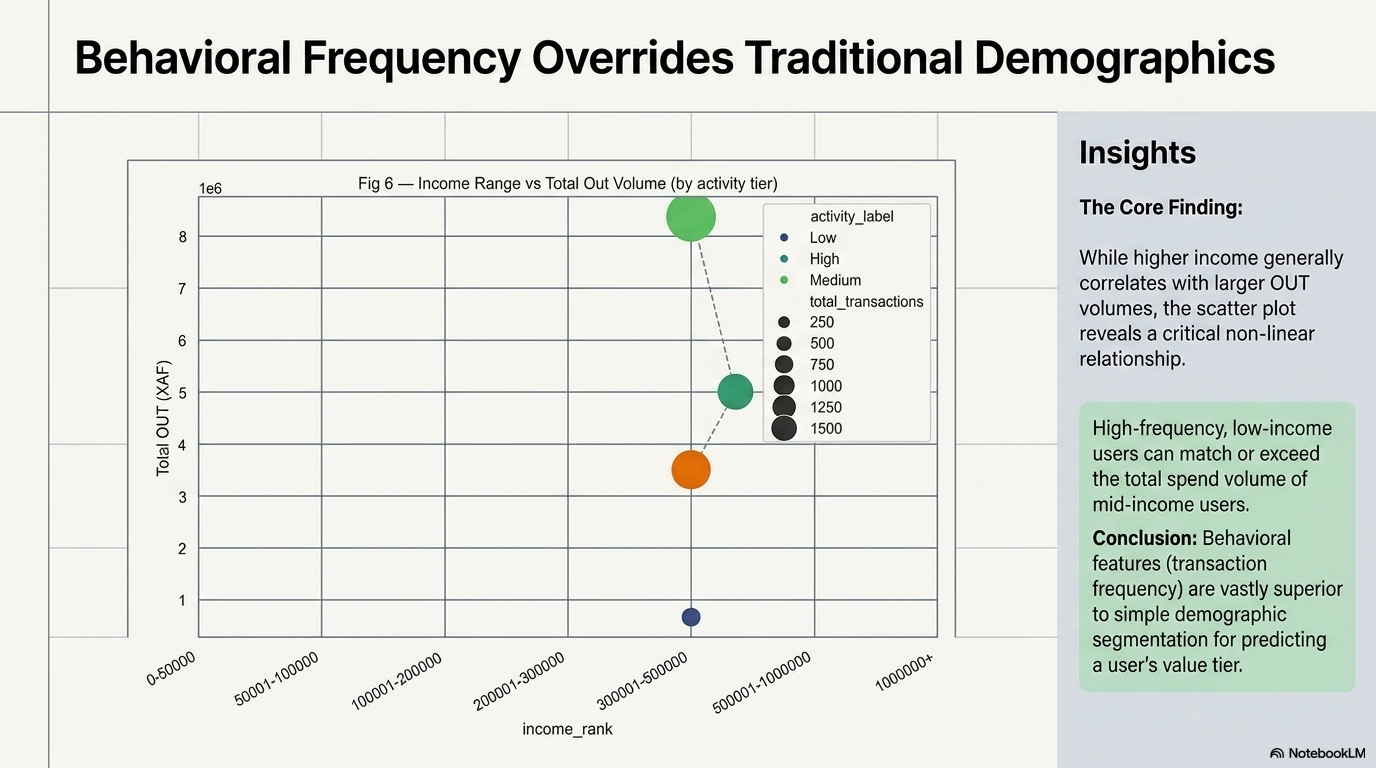 Behavioral Frequency Overrides Traditional Demographics
Fig 6 — Income Range vs Total Out Volume (by activity tier)
1e6
8
7
6
5
4
3
2
1
Total OUT (XAF)
0-50000
50001-100000
100001-200000
200001-300000
300001-500000
500001-1000000
1000000+
income_rank
activity_label
Low
High
Medium
total_transactions
250
500
750
1000
1250
1500
Insights
The Core Finding:
While higher income generally
correlates with larger OUT
volumes, the scatter plot
reveals a critical non-linear
relationship.
High-frequency, low-income
users can match or exceed
the total spend volume of
mid-income users.
Conclusion: Behavioral
features (transaction
frequency) are vastly superior
to simple demographic
segmentation for predicting
a user's value tier.
NotebookLM